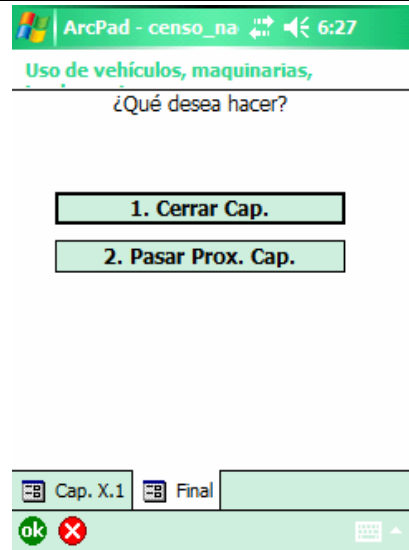 ArcPad - censo_na 6:27
Uso de vehículos, maquinarias,
¿Qué desea hacer?
1. Cerrar Cap.
2. Pasar Prox. Cap.
Cap. X.1 Final
ok